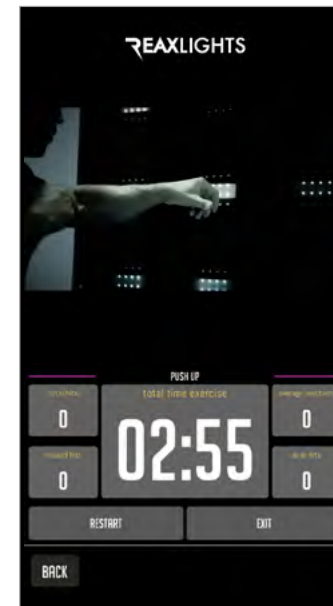 REAXLIGHTS
PUSH UP
total time exercise
0
02:55
0
0
0
RESTART
EXIT
BACK